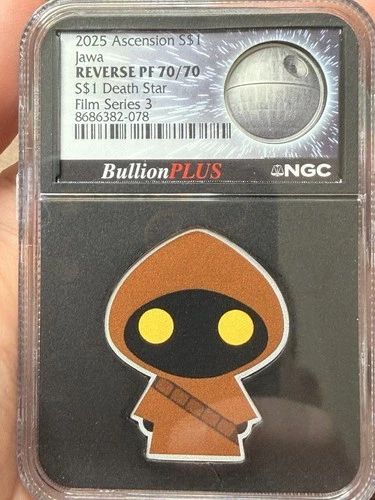 2025 Ascension S$1
Jawa
REVERSE PF 70/70
S$1 Death Star
Film Series 3
8686382-078
BullionPLUS
NGC